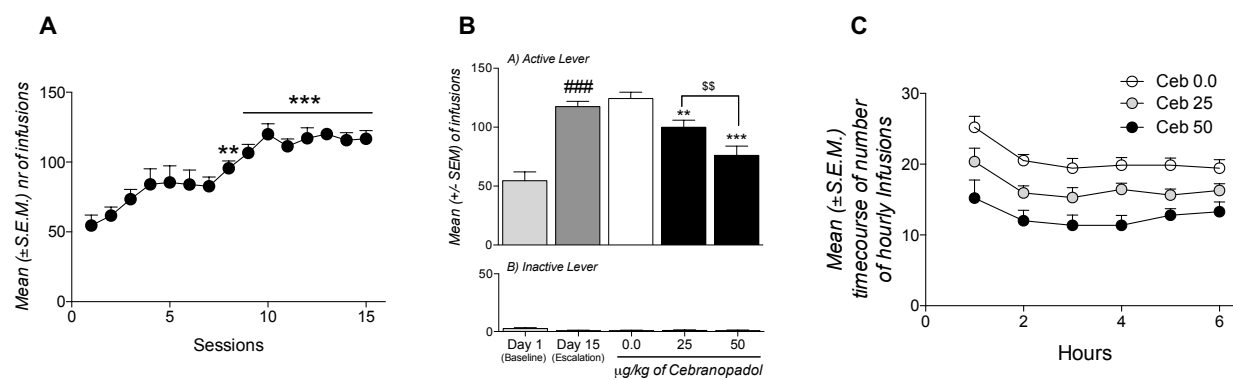 A
Mean (±S.E.M.) nr of infusions
150
100
50
0
**
***
0
5
10
15
Sessions
B
A) Active Lever
Mean (+/- SEM) of infusions
150
100
50
0
###
**
$$
***
B) Inactive Lever
50
0
Day 1
(Baseline)
Day 15
(Escalation)
0.0
25
50
μg/kg of Cebranopadol
C
Mean (±S.E.M.)
timecourse of number
of hourly Infusions
30
20
10
0
Ceb 0.0
Ceb 25
Ceb 50
0
2
4
6
Hours